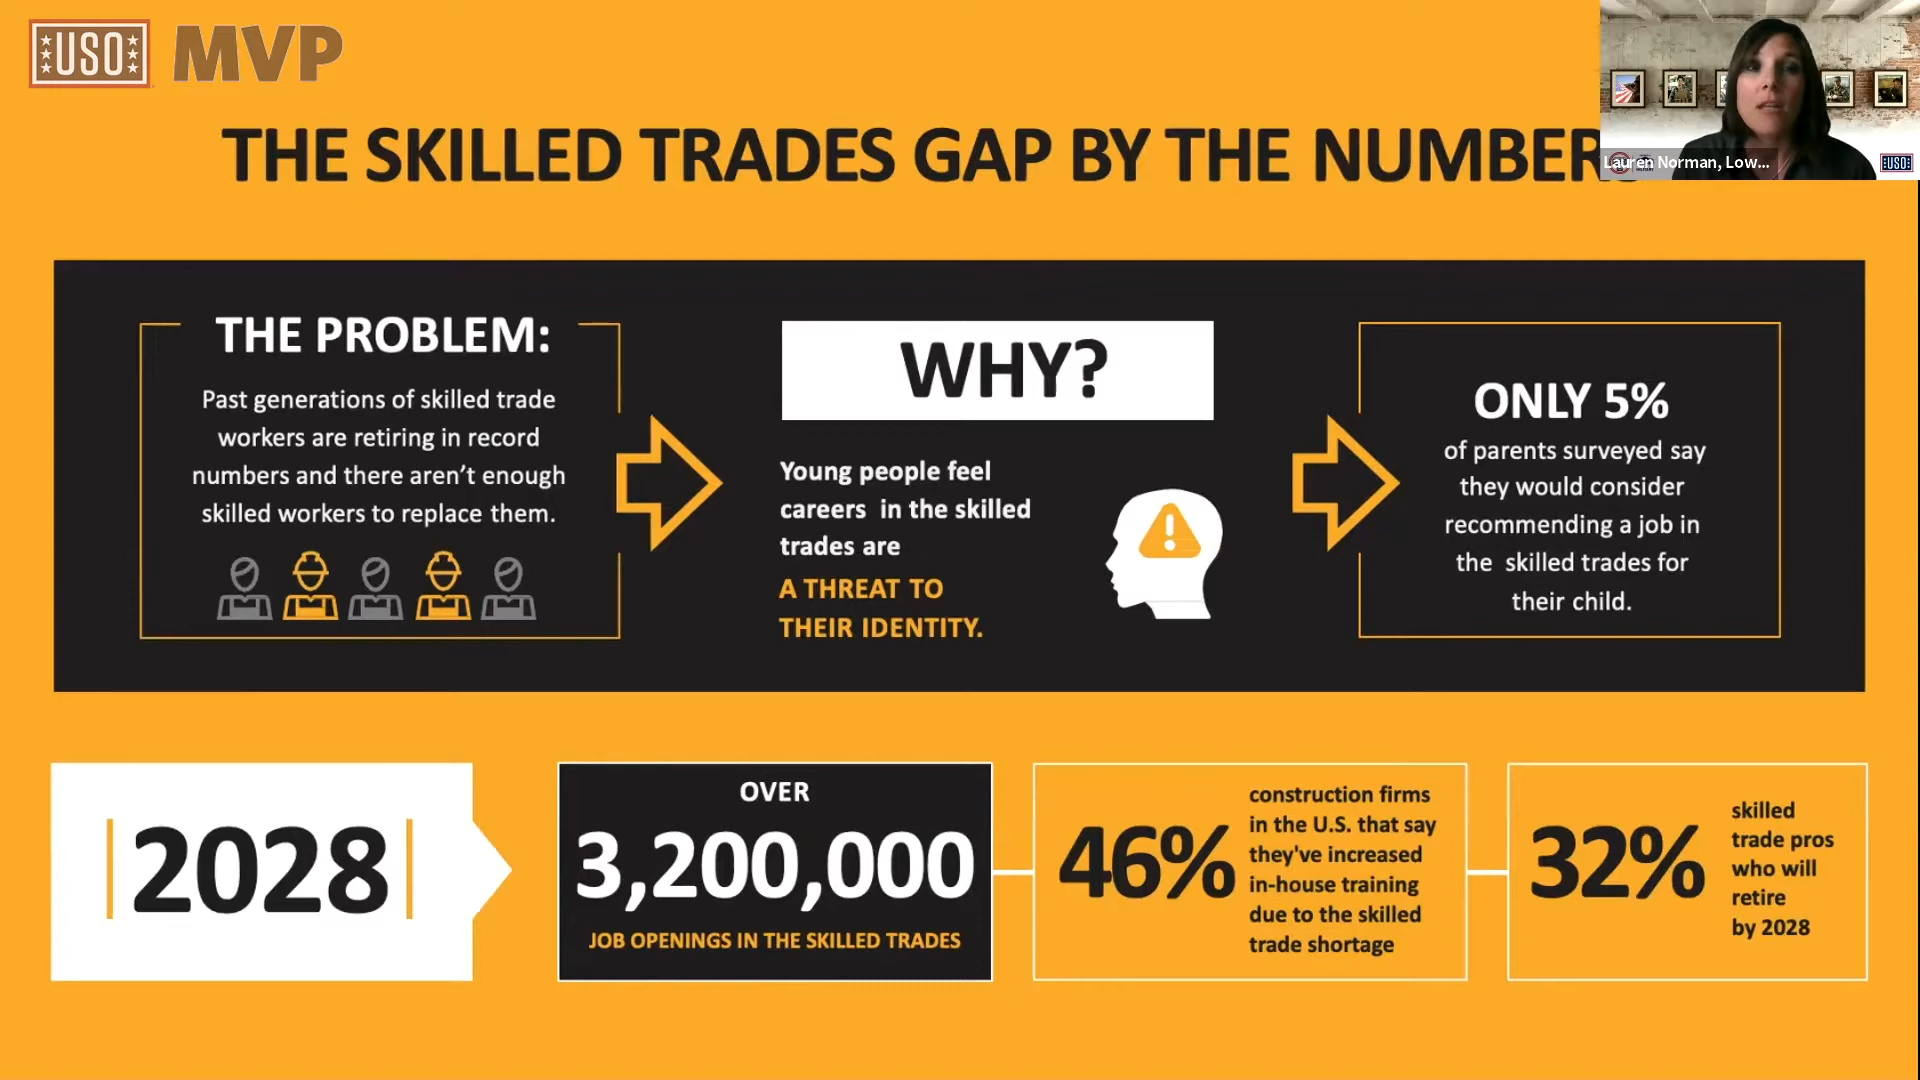 USO MVP
THE SKILLED TRADES GAP BY THE NUMBER
Lauren Norman, Low...
USO
THE PROBLEM:
Past generations of skilled trade
workers are retiring in record
numbers and there aren't enough
skilled workers to replace them.
WHY?
Young people feel
careers in the skilled
trades are
A THREAT TO
THEIR IDENTITY.
ONLY 5%
of parents surveyed say
they would consider
recommending a job in
the skilled trades for
their child.
2028
OVER
3,200,000
JOB OPENINGS IN THE SKILLED TRADES
46%
construction firms
in the U.S. that say
they've increased
in-house training
due to the skilled
trade shortage
32%
skilled
trade pros
who will
retire
by 2028